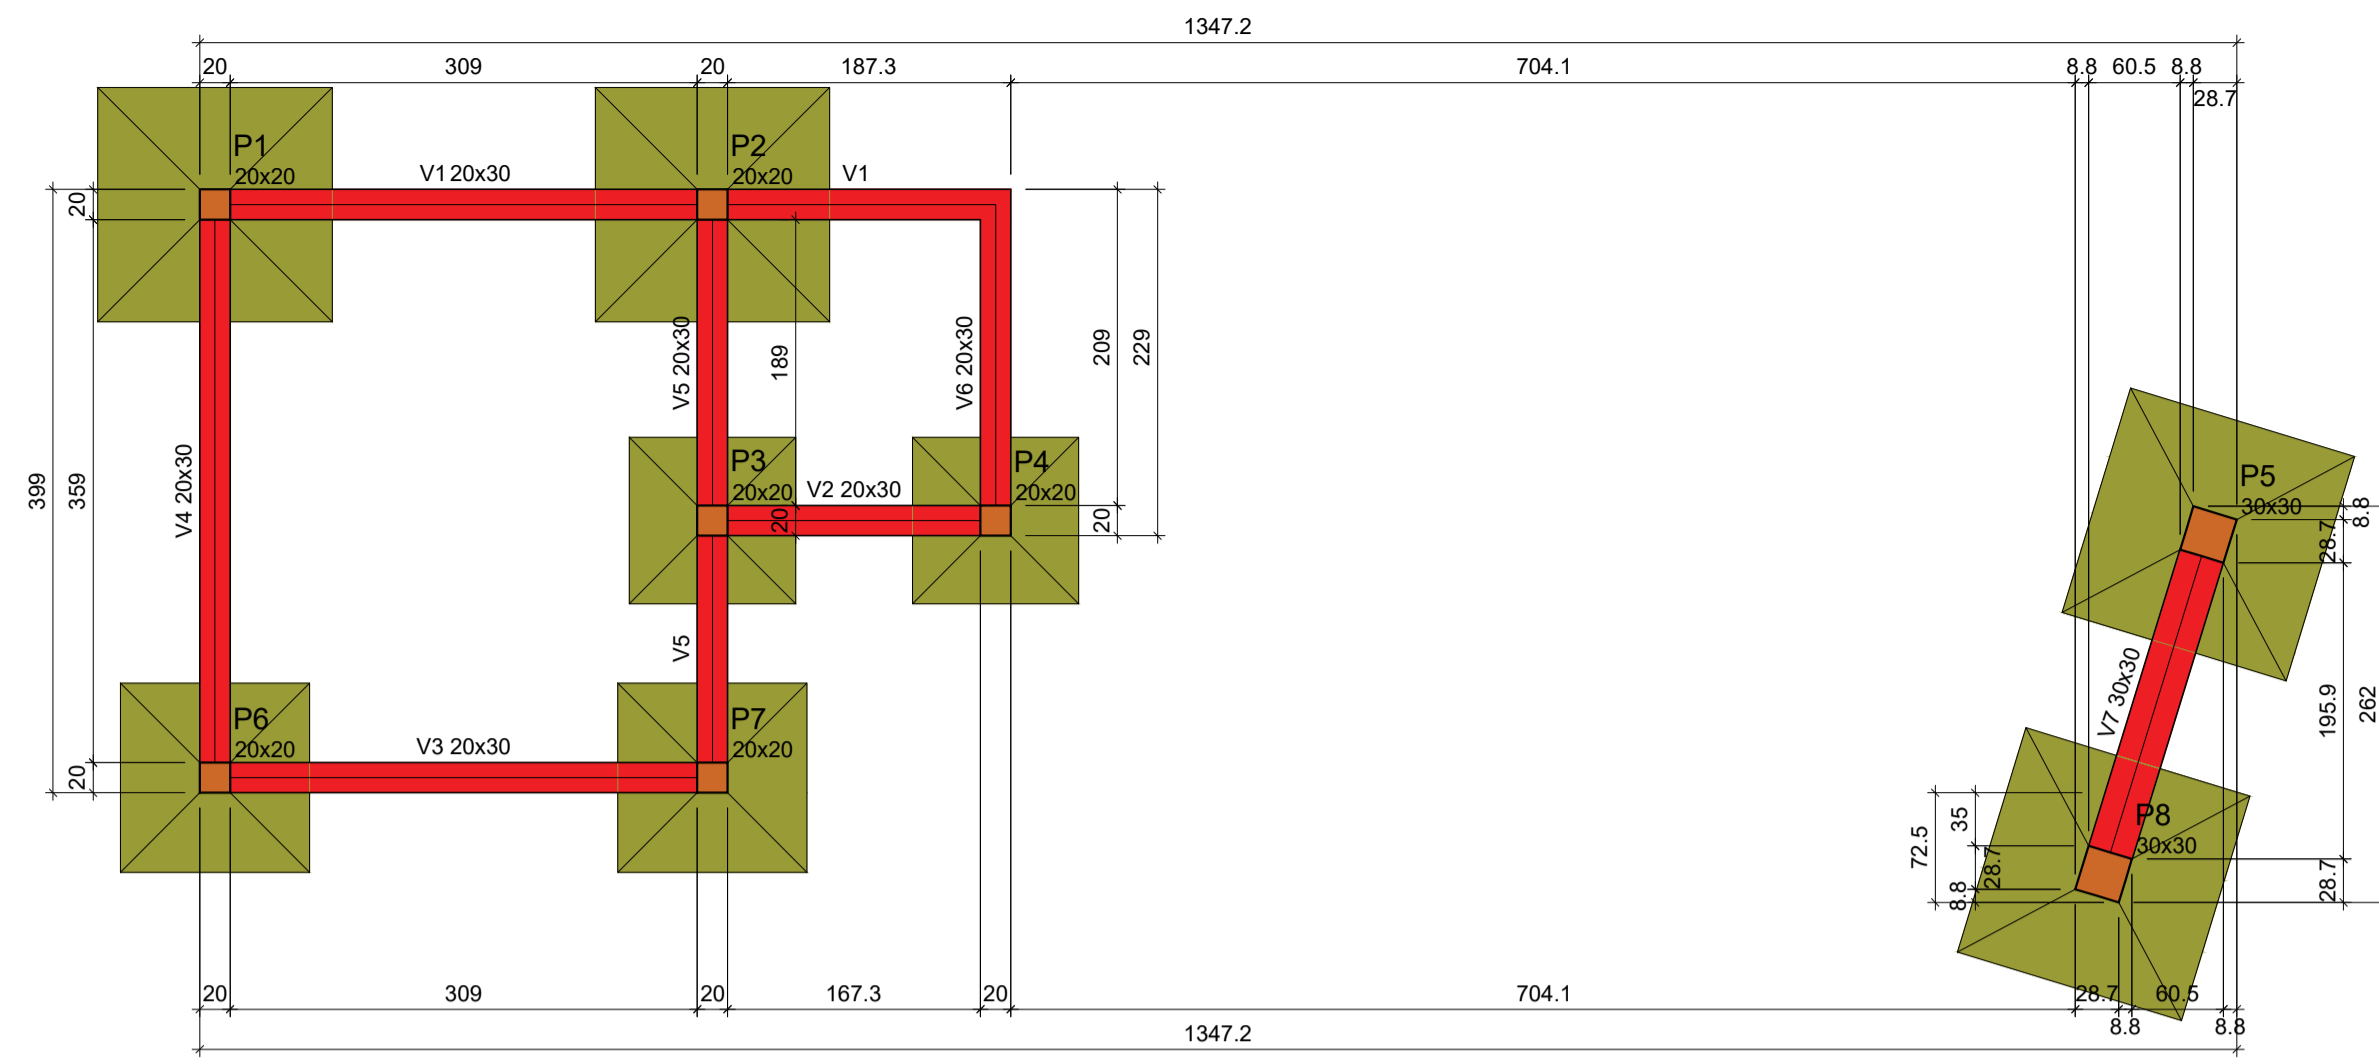 1347.2
20 309 20 187.3 704.1 8.8 60.5 8.8
28.7
P1
20x20
V1 20x30
P2
20x20
V1
20
399
359
20
V4 20x30
V5 20x30
189
V6 20x30
209
229
20
20
P3
20x20
V2 20x30
P4
20x20
P5
30x30
8.8
28.7
195.9
262
28.7
V7 30x30
V5
P6
20x20
V3 20x30
P7
20x20
P8
30x30
72.5
35
28.7
8.8
20 309 20 167.3 20 704.1 28.7 60.5
8.8 8.8
1347.2